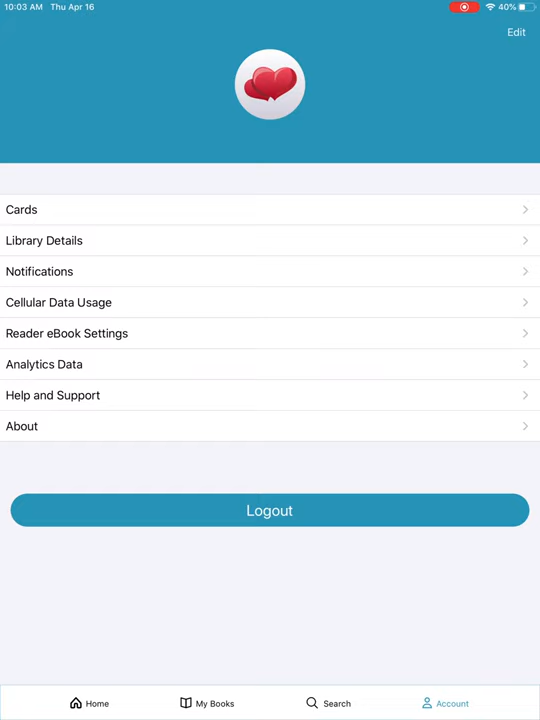 10:03 AM Thu Apr 16 40%
Edit
Cards
Library Details
Notifications
Cellular Data Usage
Reader eBook Settings
Analytics Data
Help and Support
About
Logout
Home My Books Search Account